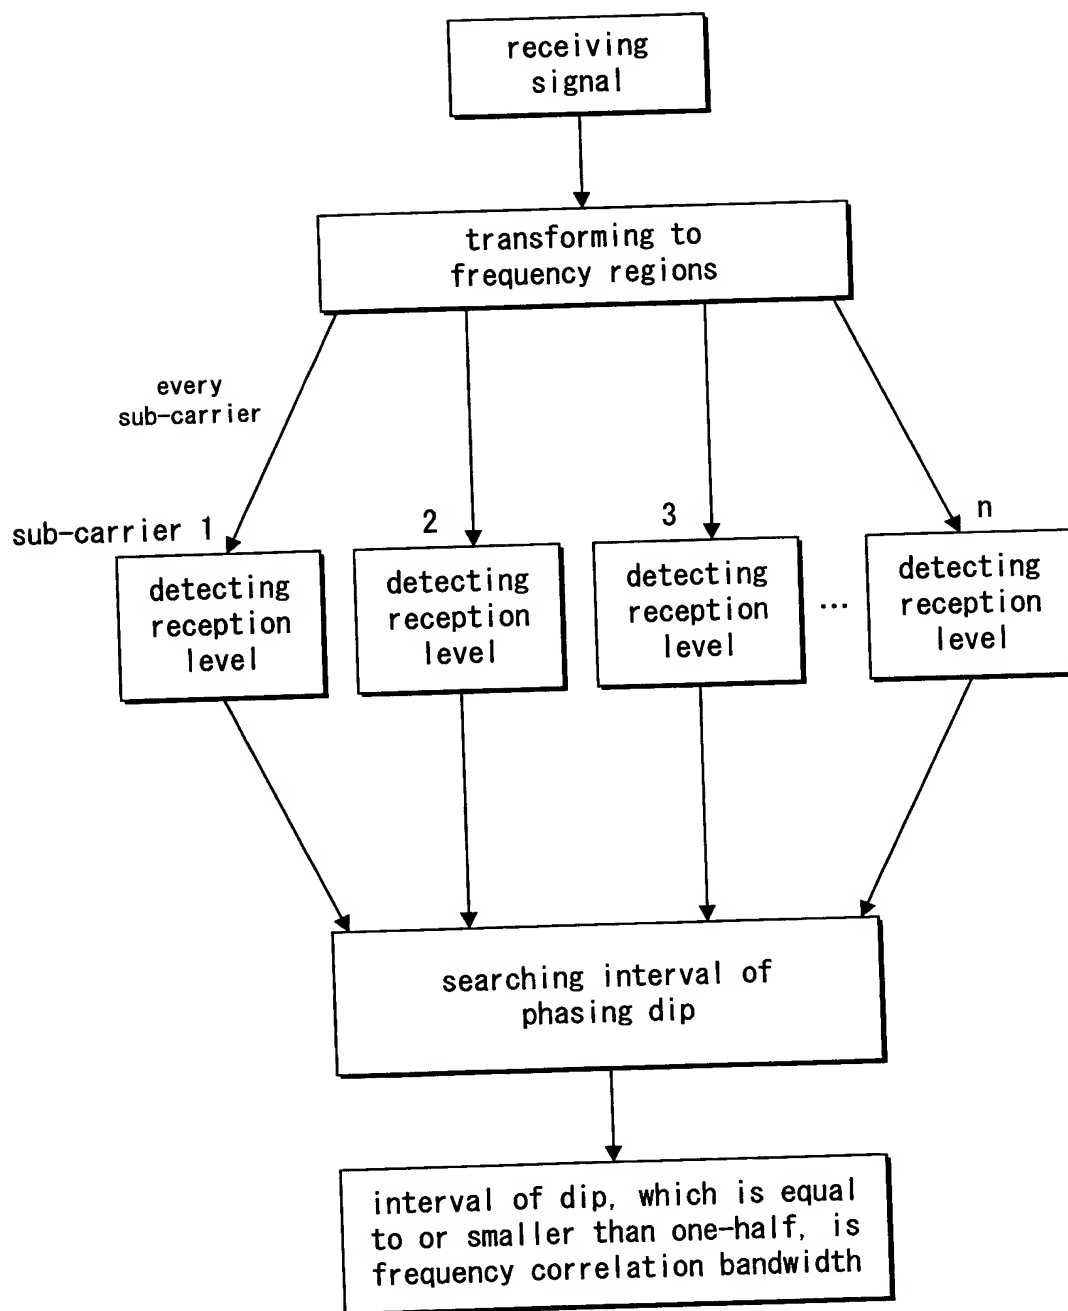 receiving
signal
transforming to
frequency regions
every
sub-carrier
sub-carrier 1
2
3
n
detecting
reception
level
detecting
reception
level
detecting
reception
level
...
detecting
reception
level
searching interval of
phasing dip
interval of dip, which is equal
to or smaller than one-half, is
frequency correlation bandwidth